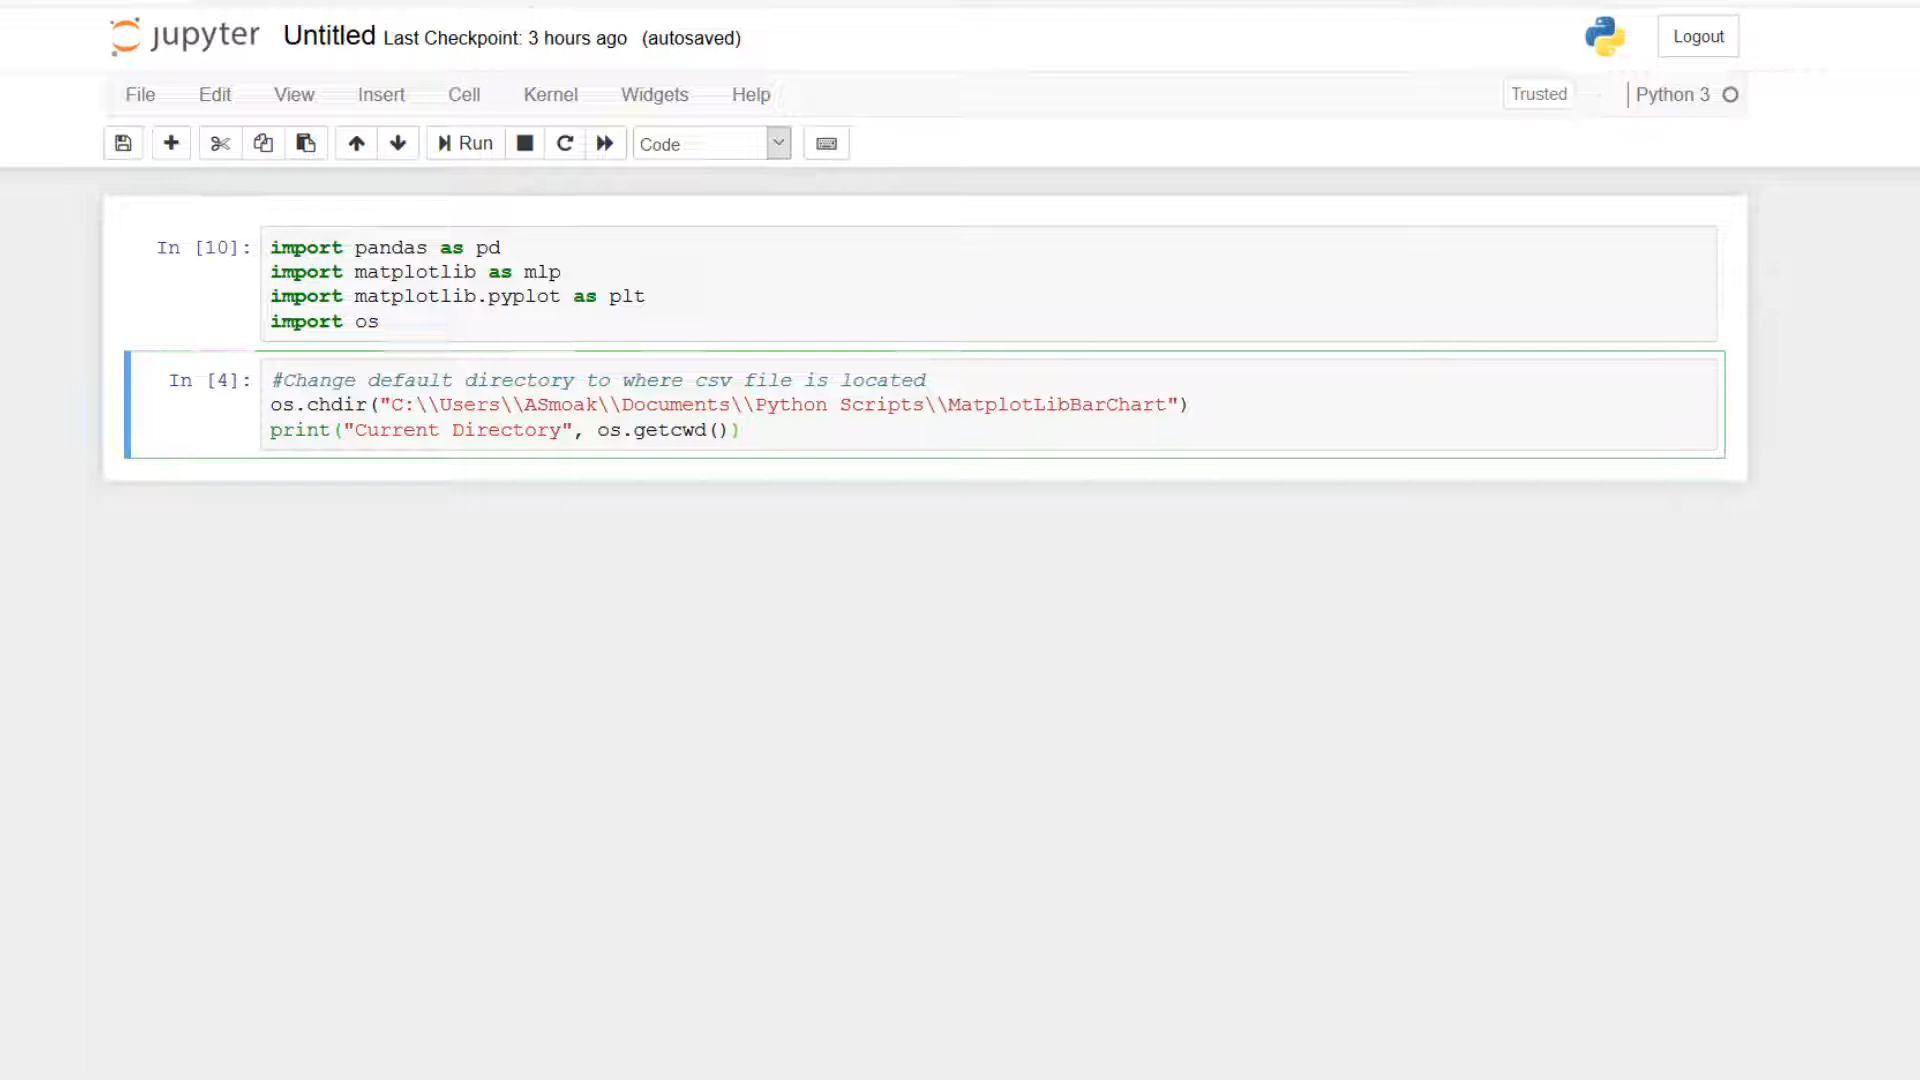 jupyter Untitled Last Checkpoint: 3 hours ago (autosaved) Logout
File Edit View Insert Cell Kernel Widgets Help Trusted Python 3
Run Code
In [10]: import pandas as pd
import matplotlib as mlp
import matplotlib.pyplot as plt
import os
In [4]: #Change default directory to where csv file is located
os.chdir("C:\\Users\\ASmoak\\Documents\\Python Scripts\\MatplotLibBarChart")
print("Current Directory", os.getcwd())